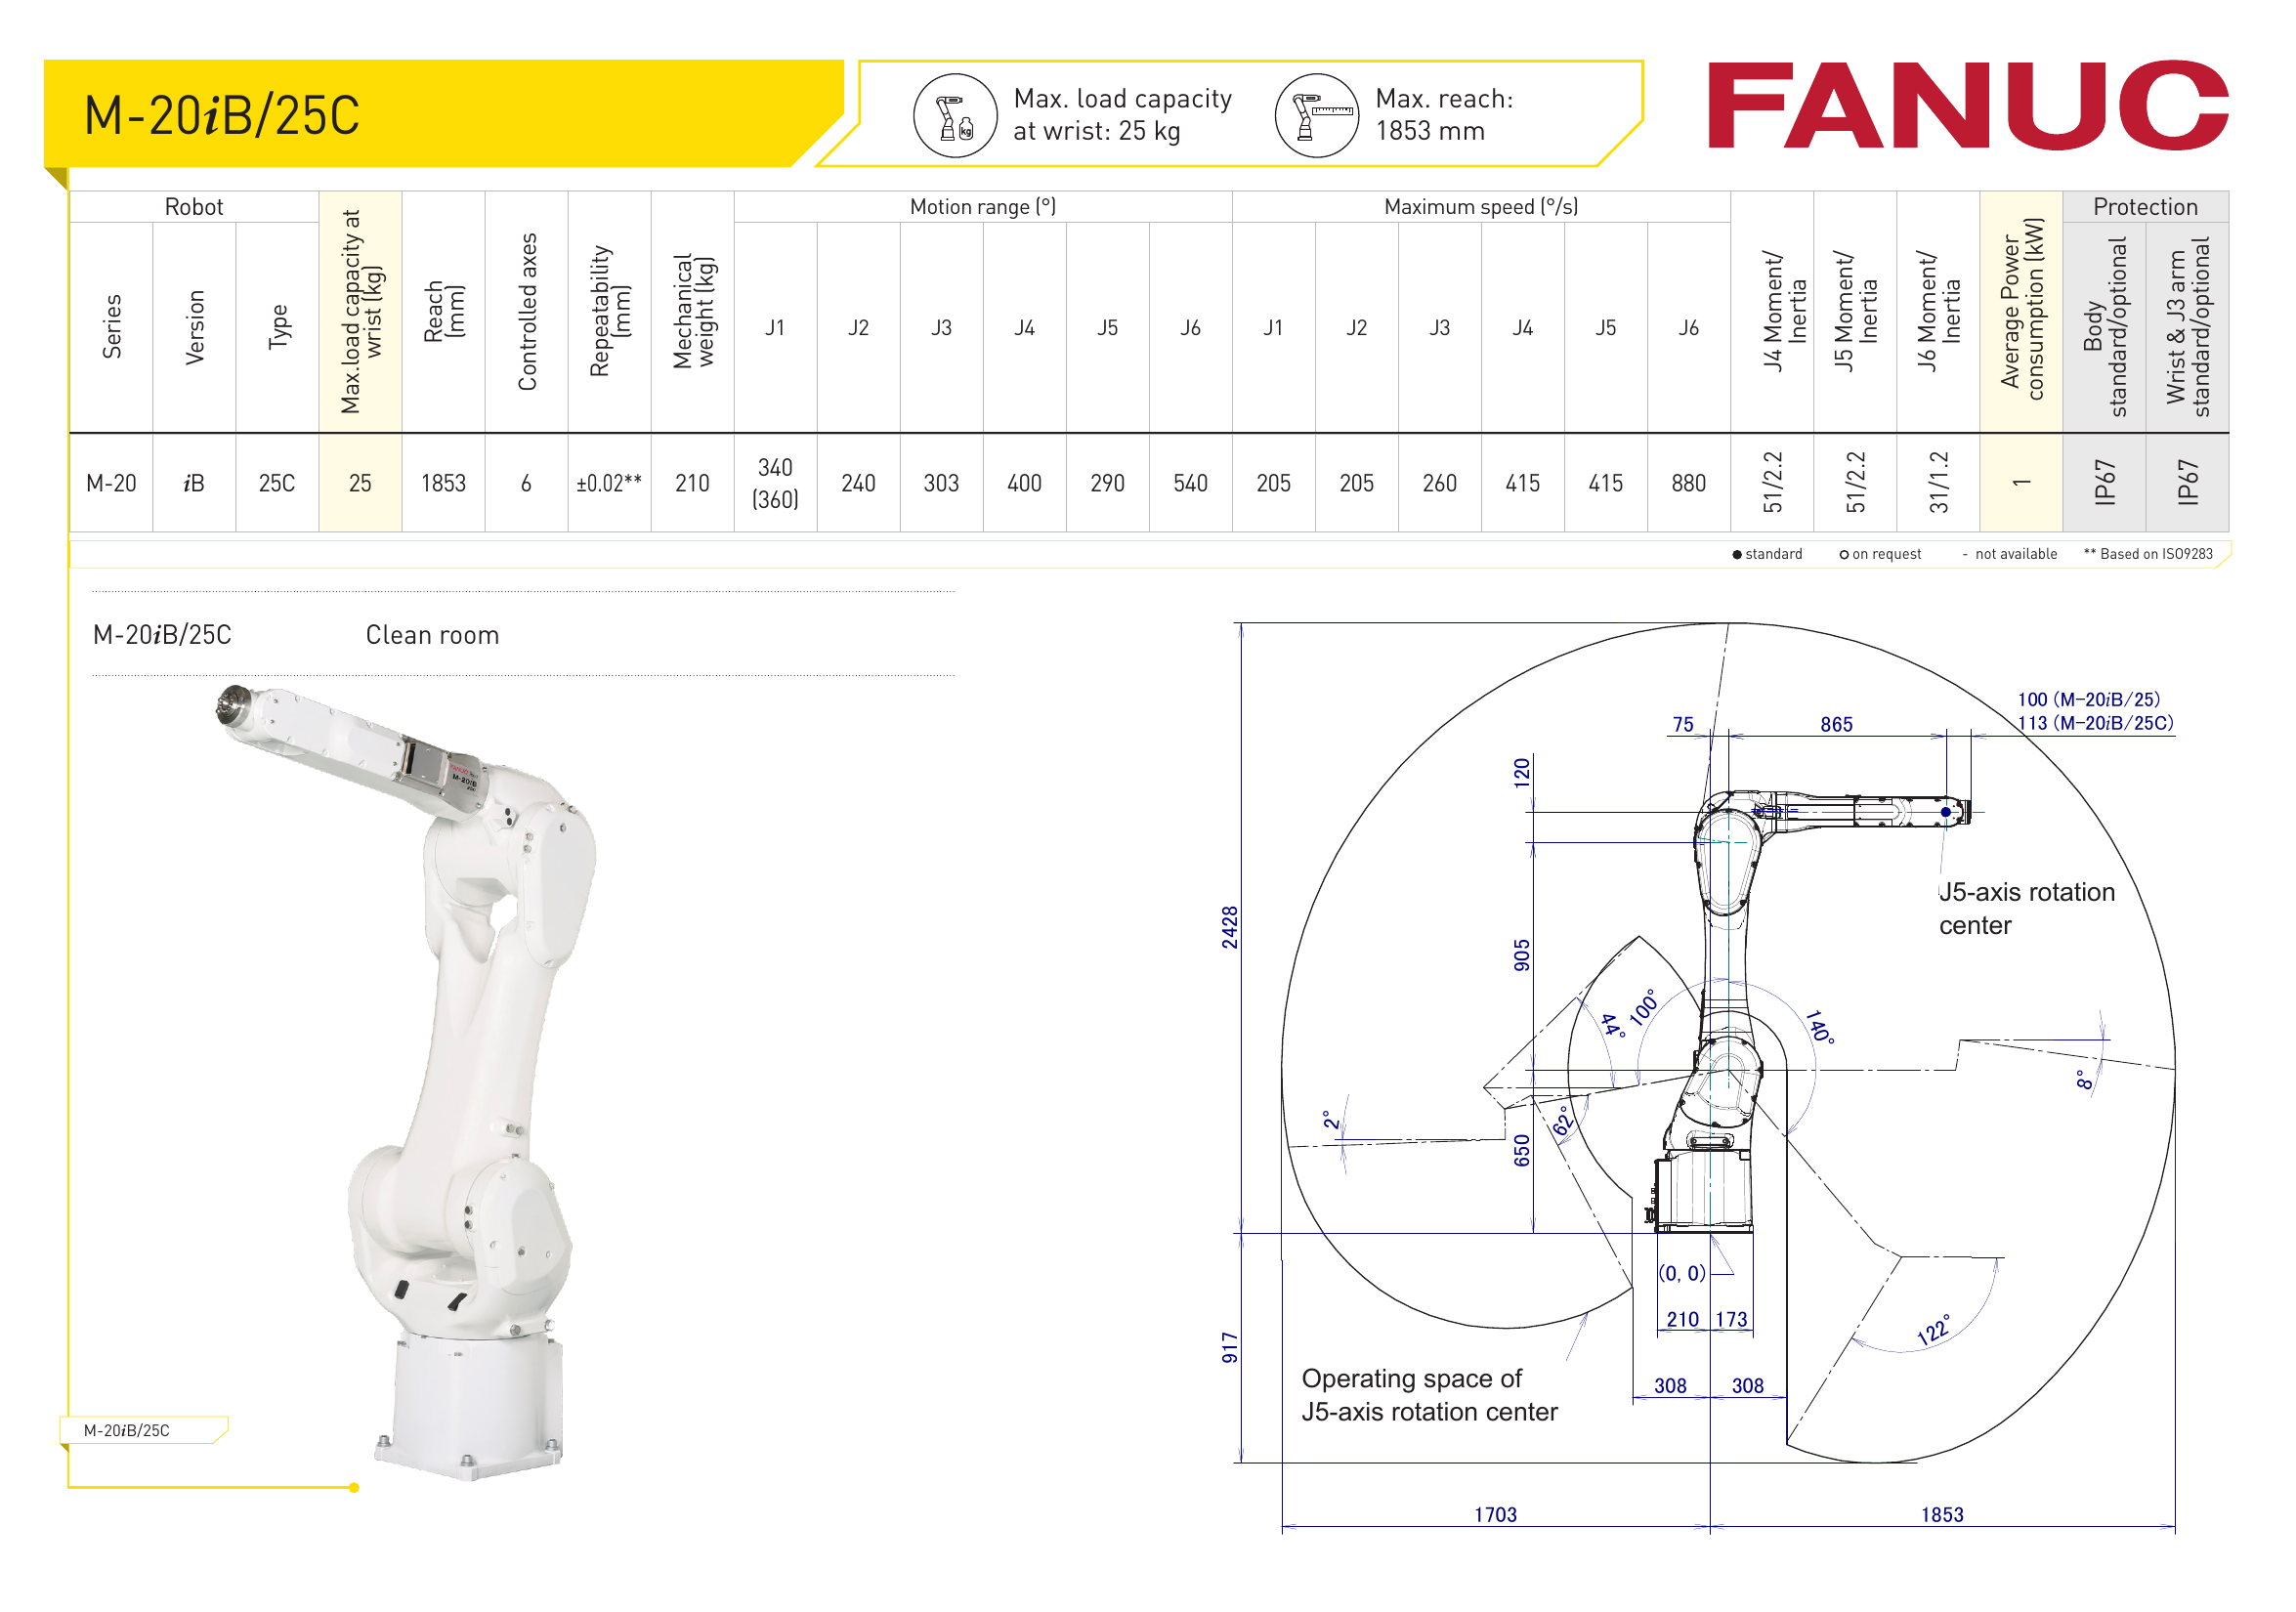 M-20iB/25C
Max. load capacity
at wrist: 25 kg
Max. reach:
1853 mm
FANUC
kg
Robot
Motion range (°)
Maximum speed (°/s)
Protection
Series
Version
Type
Max.load capacity at
wrist (kg)
Reach
(mm)
Controlled axes
Repeatability
(mm)
Mechanical
weight (kg)
J1
J2
J3
J4
J5
J6
J1
J2
J3
J4
J5
J6
J4 Moment/
Inertia
J5 Moment/
Inertia
J6 Moment/
Inertia
Average Power
consumption (kW)
Body
standard/optional
Wrist & J3 arm
standard/optional
M-20
iB
25C
25
1853
6
±0.02**
210
340
(360)
240
303
400
290
540
205
205
260
415
415
880
51/2.2
51/2.2
31/1.2
1
IP67
IP67
● standard
○ on request
- not available
** Based on ISO9283
M-20iB/25C
Clean room
FANUC
M-20iB
100 (M-20iB/25)
113 (M-20iB/25C)
75
865
120
J5-axis rotation
center
2428
905
44°
100°
140°
8°
2°
62°
650
(0, 0)
210
173
122°
917
Operating space of
J5-axis rotation center
308
308
M-20iB/25C
1703
1853